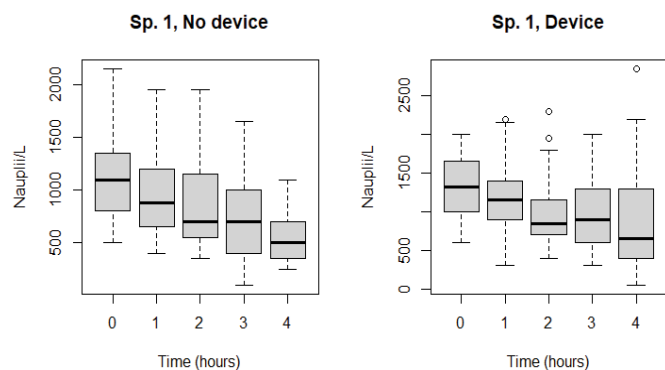 Sp. 1, No device
Nauplii/L
2000
1500
1000
500
0 1 2 3 4
Time (hours)
Sp. 1, Device
Nauplii/L
2500
1500
500
0
0 1 2 3 4
Time (hours)